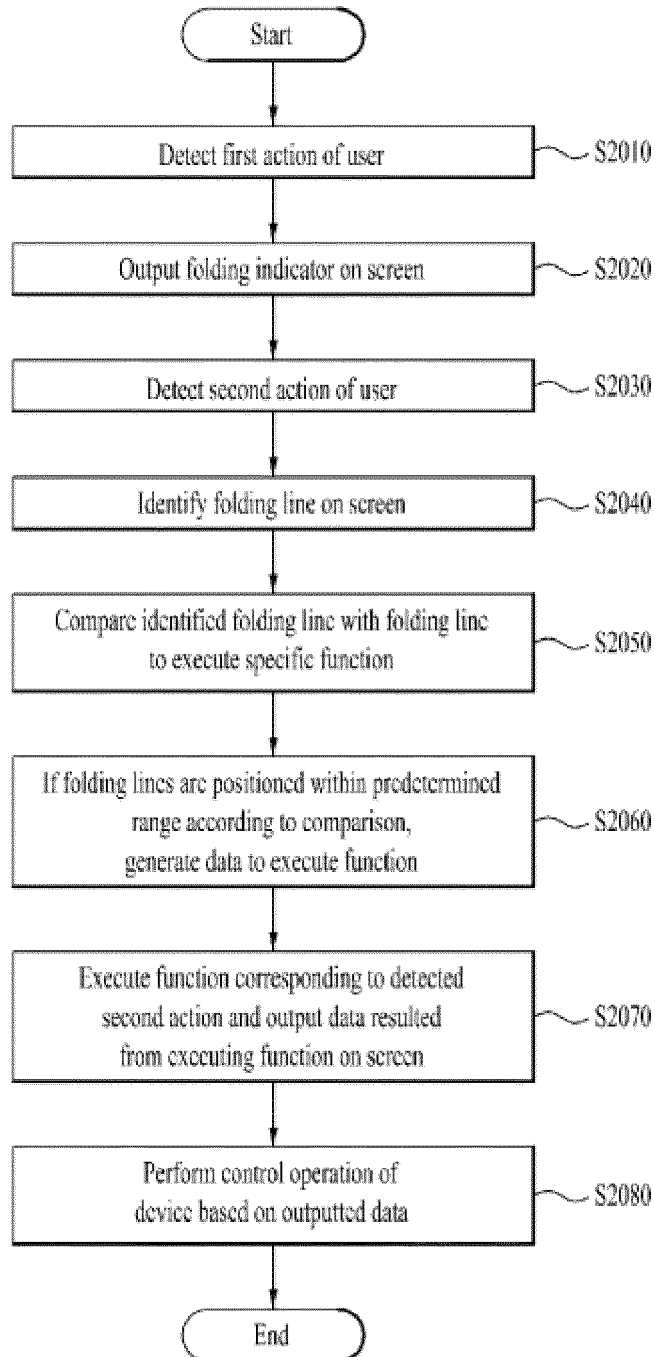 Start
Detect first action of user
S2010
Output folding indicator on screen
S2020
Detect second action of user
S2030
Identify folding line on screen
S2040
Compare identified folding line with folding line
to execute specific function
S2050
If folding lines are positioned within predetermined
range according to comparison,
generate data to execute function
S2060
Execute function corresponding to detected
second action and output data resulted
from executing function on screen
S2070
Perform control operation of
device based on outputted data
S2080
End